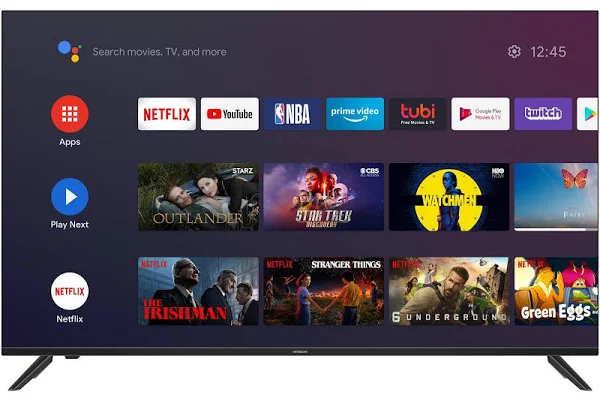 Search movies, TV, and more
12:45
NETFLIX
YouTube
NBA
prime video
tubi
Free Movies & TV
Google Play
Movies & TV
twitch
Apps
STARZ
OUTLANDER
CBS
ALL ACCESS
STAR TREK
DISCOVERY
HBO
NOW
WATCHMEN
Play Next
NETFLIX
Netflix
NETFLIX
THE
IRISHMAN
NETFLIX
STRANGER THINGS
NETFLIX
6 UNDERGROUND
NETFLIX
Green Eggs
HITACHI